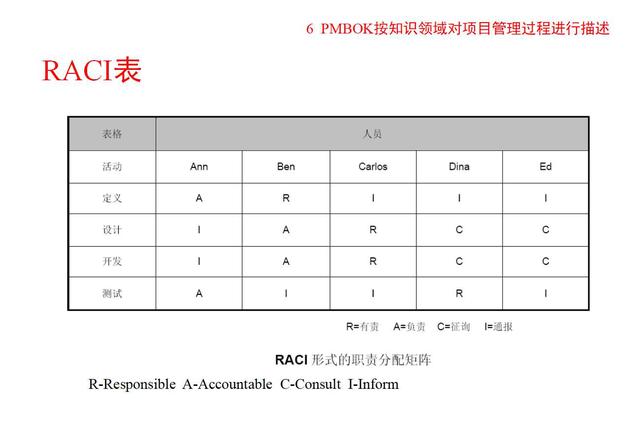 6 PMBOK按知识领域对项目管理过程进行描述
RACI表
表格 人员
活动 Ann Ben Carlos Dina Ed
定义 A R I I I
设计 I A R C C
开发 I A R C C
测试 A I I R I
R=有责 A=负责 C=征询 I=通报
RACI 形式的职责分配矩阵
R-Responsible A-Accountable C-Consult I-Inform